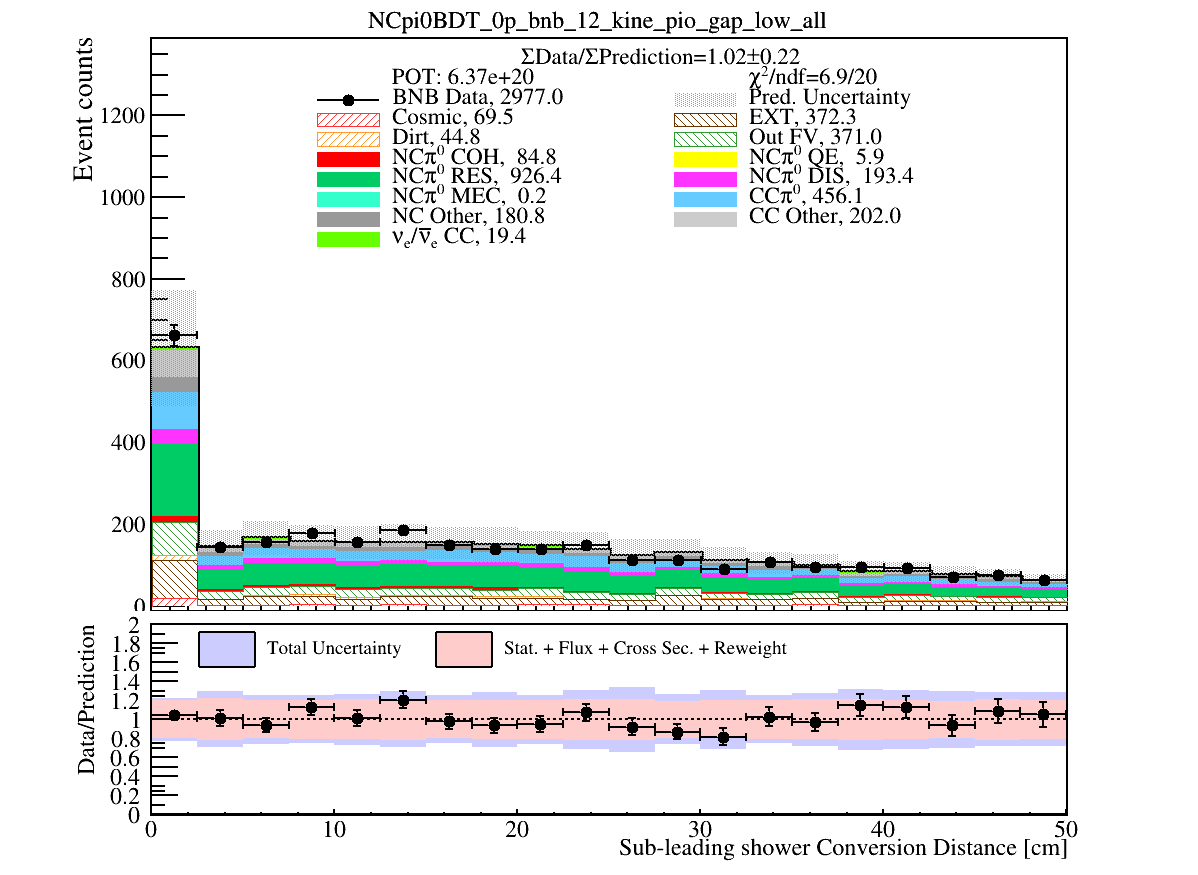 NCpi0BDT_0p_bnb_12_kine_pio_gap_low_all
ΣData/ΣPrediction=1.02±0.22
POT: 6.37e+20
χ²/ndf=6.9/20
BNB Data, 2977.0
Pred. Uncertainty
Cosmic, 69.5
EXT, 372.3
Dirt, 44.8
Out FV, 371.0
NCπ⁰ COH, 84.8
NCπ⁰ QE, 5.9
NCπ⁰ RES, 926.4
NCπ⁰ DIS, 193.4
NCπ⁰ MEC, 0.2
CCπ⁰, 456.1
NC Other, 180.8
CC Other, 202.0
νₑ/ν̅ₑ CC, 19.4
Event counts
1200
1000
800
600
400
200
0
Total Uncertainty
Stat. + Flux + Cross Sec. + Reweight
Data/Prediction
2
1.8
1.6
1.4
1.2
1
0.8
0.6
0.4
0.2
0
0 10 20 30 40 50
Sub-leading shower Conversion Distance [cm]